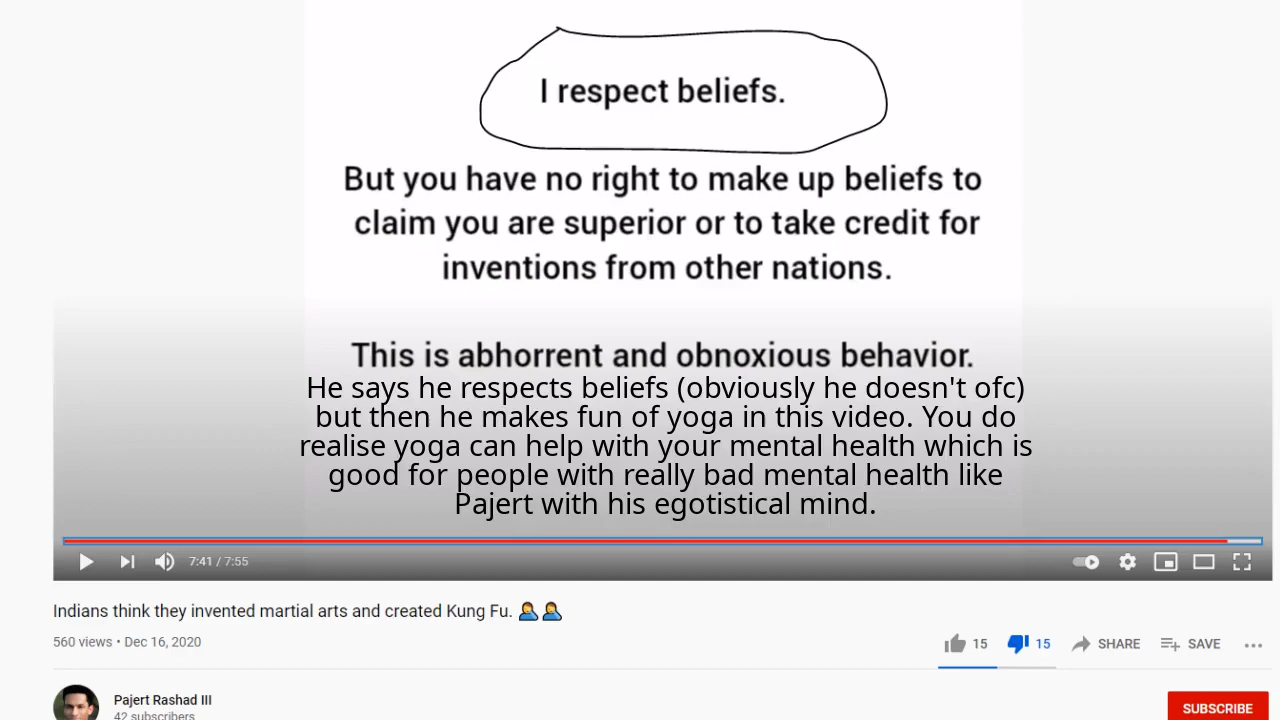 I respect beliefs.
But you have no right to make up beliefs to
claim you are superior or to take credit for
inventions from other nations.
This is abhorrent and obnoxious behavior.
He says he respects beliefs (obviously he doesn't ofc)
but then he makes fun of yoga in this video. You do
realise yoga can help with your mental health which is
good for people with really bad mental health like
Pajert with his egotistical mind.
7:41 / 7:55
Indians think they invented martial arts and created Kung Fu. 🤦🤦
560 views • Dec 16, 2020
15 15 SHARE SAVE
Pajert Rashad III
42 subscribers
SUBSCRIBE